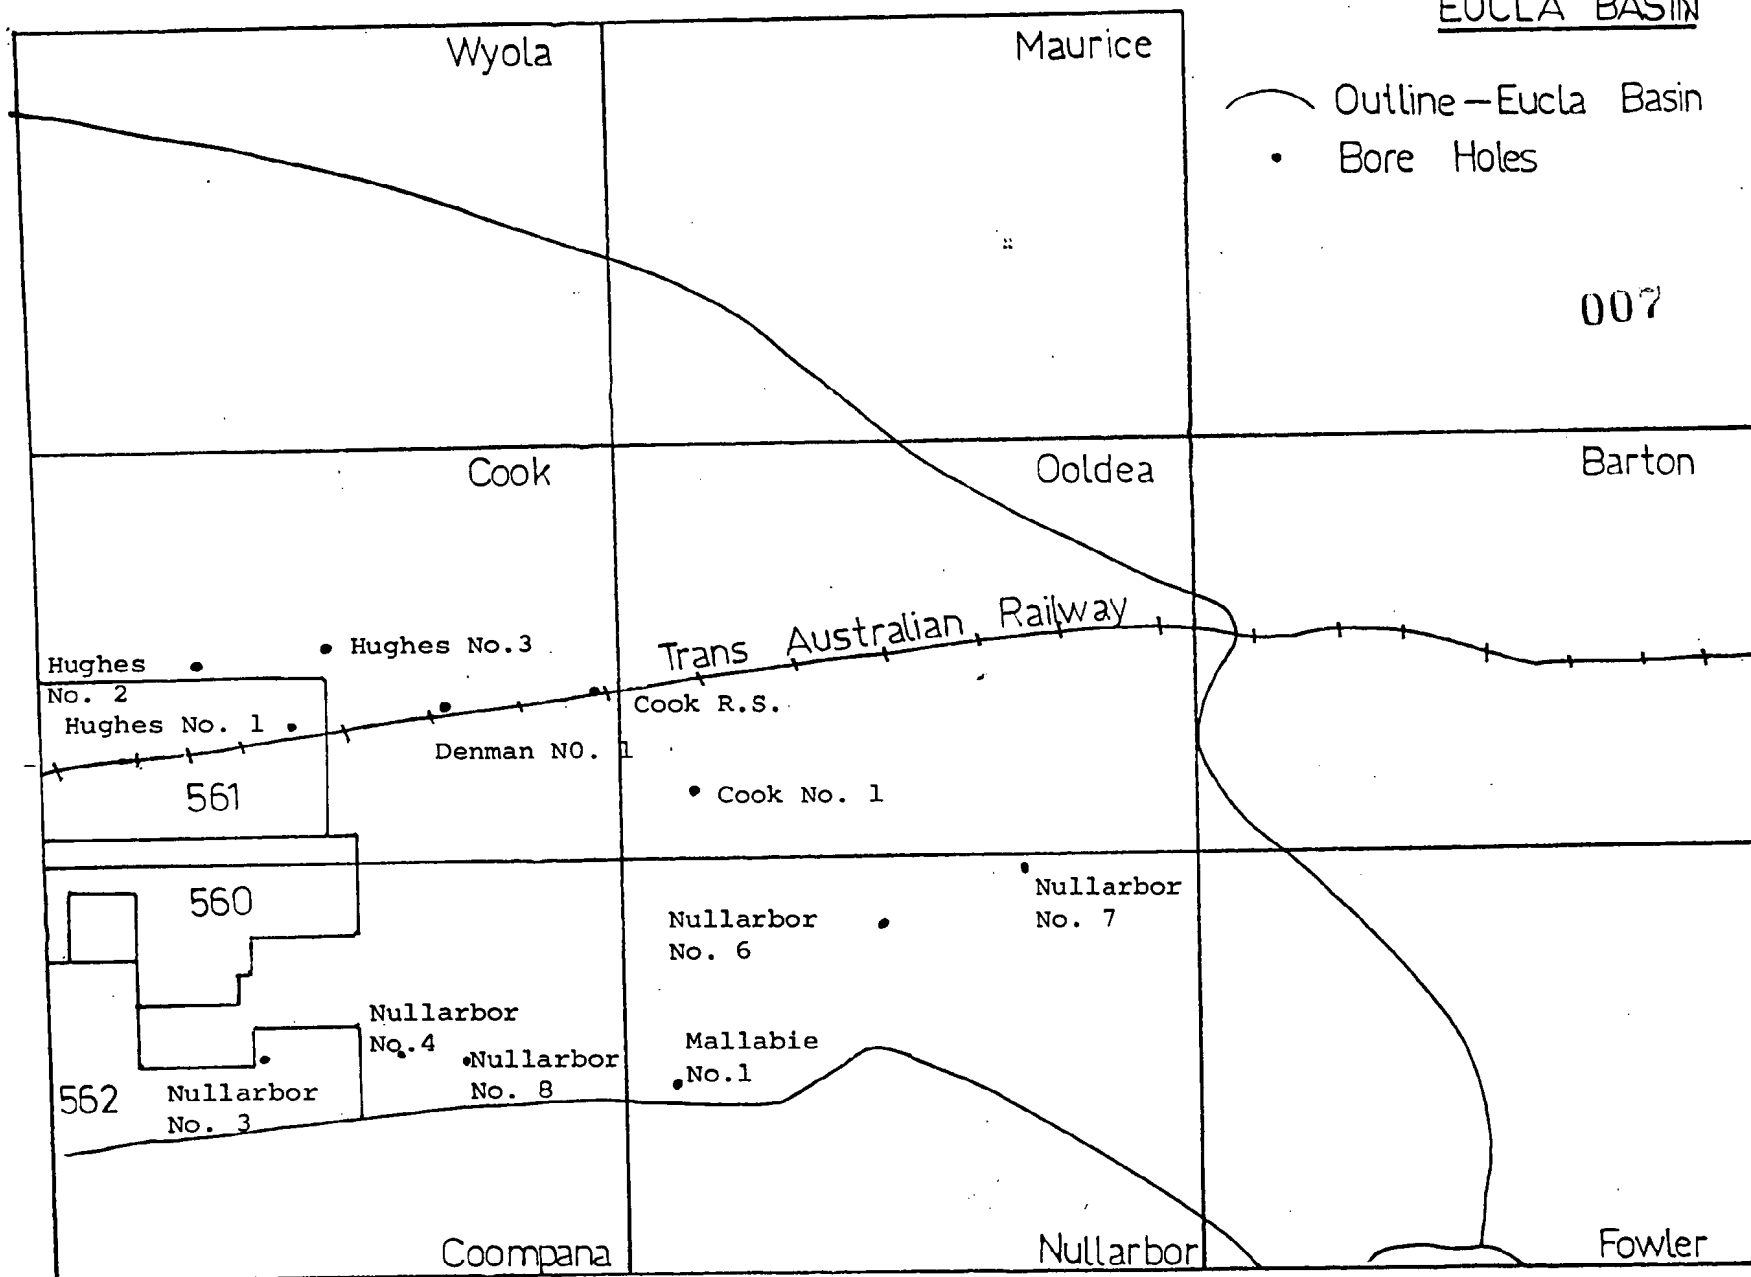 EUCLA BASIN
Wyola
Maurice
Outline—Eucla Basin
Bore Holes
007
Cook
Ooldea
Barton
Trans Australian Railway
Hughes
No. 2
Hughes No.3
Hughes No. 1
Cook R.S.
Denman NO. 1
561
Cook No. 1
560
Nullarbor
No. 6
Nullarbor
No. 7
Nullarbor
No.4
Nullarbor
No. 8
Mallabie
No.1
562
Nullarbor
No. 3
Coompana
Nullarbor
Fowler